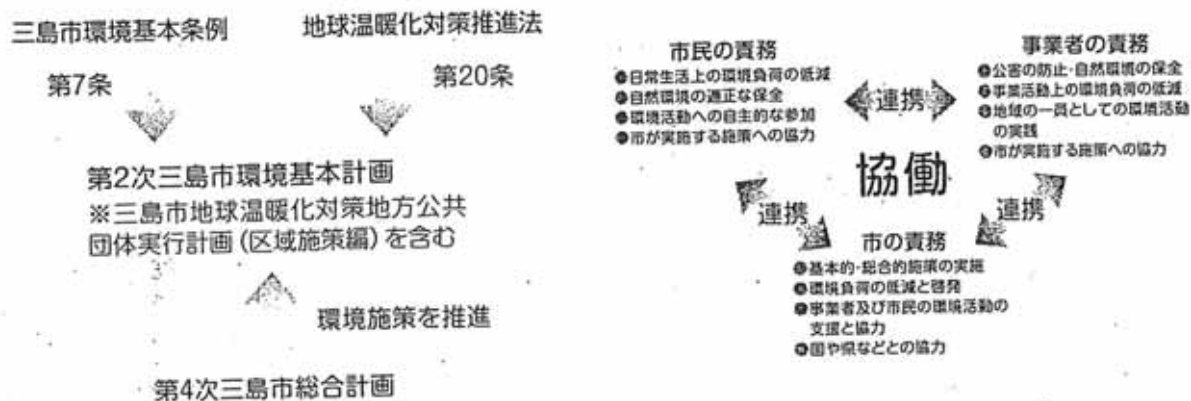 三島市環境基本条例
地球温暖化対策推進法
第7条
第20条
第2次三島市環境基本計画
※三島市地球温暖化対策地方公共
団体実行計画(区域施策編)を含む
環境施策を推進
第4次三島市総合計画
市民の責務
●日常生活上の環境負荷の低減
●自然環境の適正な保全
●環境活動への自主的な参加
●市が実施する施策への協力
連携
事業者の責務
●公害の防止・自然環境の保全
●事業活動上の環境負荷の低減
●地域の一員としての環境活動
の実践
●市が実施する施策への協力
協働
連携
連携
市の責務
●基本的・総合的施策の実施
●環境負荷の低減と啓発
●事業者及び市民の環境活動の
支援と協力
●国や県などとの協力